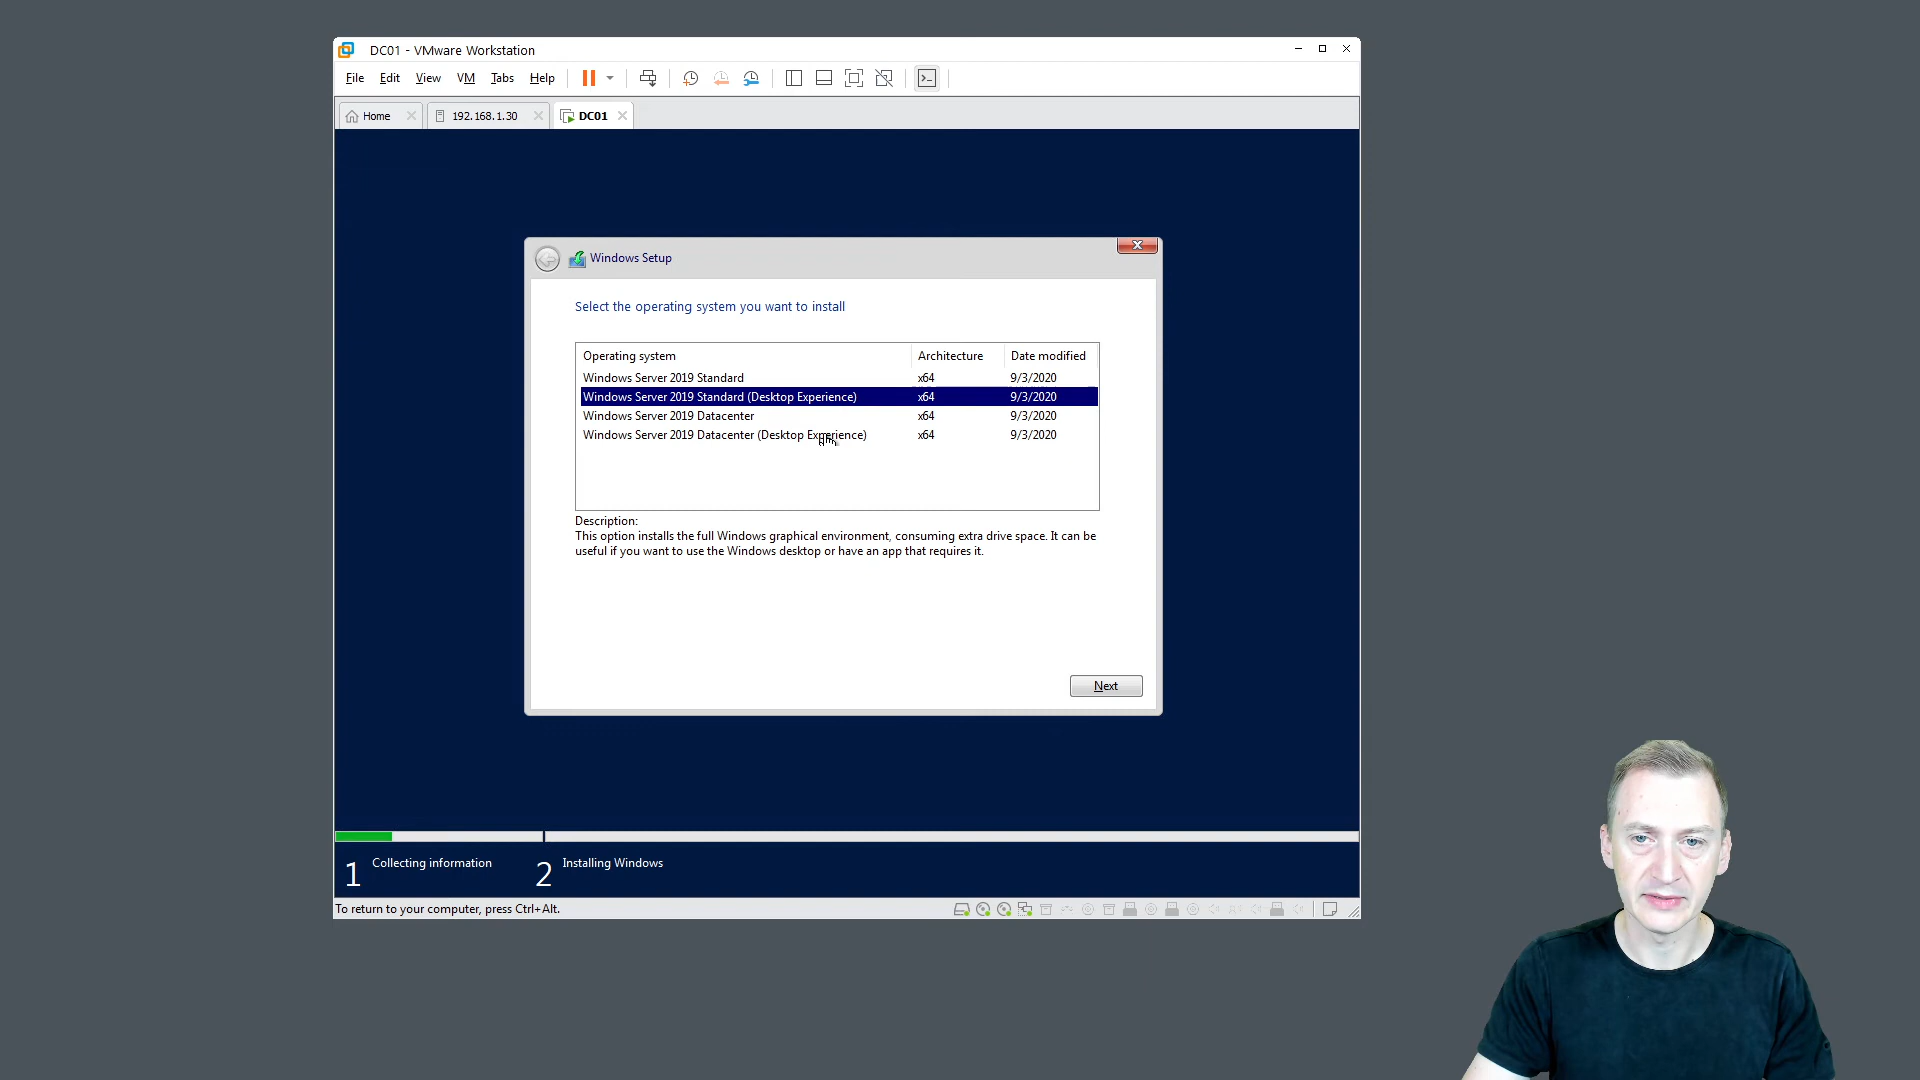 DC01 - VMware Workstation
File Edit View VM Tabs Help
Home 192.168.1.30 DC01
Windows Setup
Select the operating system you want to install
Operating system Architecture Date modified
Windows Server 2019 Standard x64 9/3/2020
Windows Server 2019 Standard (Desktop Experience) x64 9/3/2020
Windows Server 2019 Datacenter x64 9/3/2020
Windows Server 2019 Datacenter (Desktop Experience) x64 9/3/2020
Description:
This option installs the full Windows graphical environment, consuming extra drive space. It can be
useful if you want to use the Windows desktop or have an app that requires it.
Next
1 Collecting information 2 Installing Windows
To return to your computer, press Ctrl+Alt.